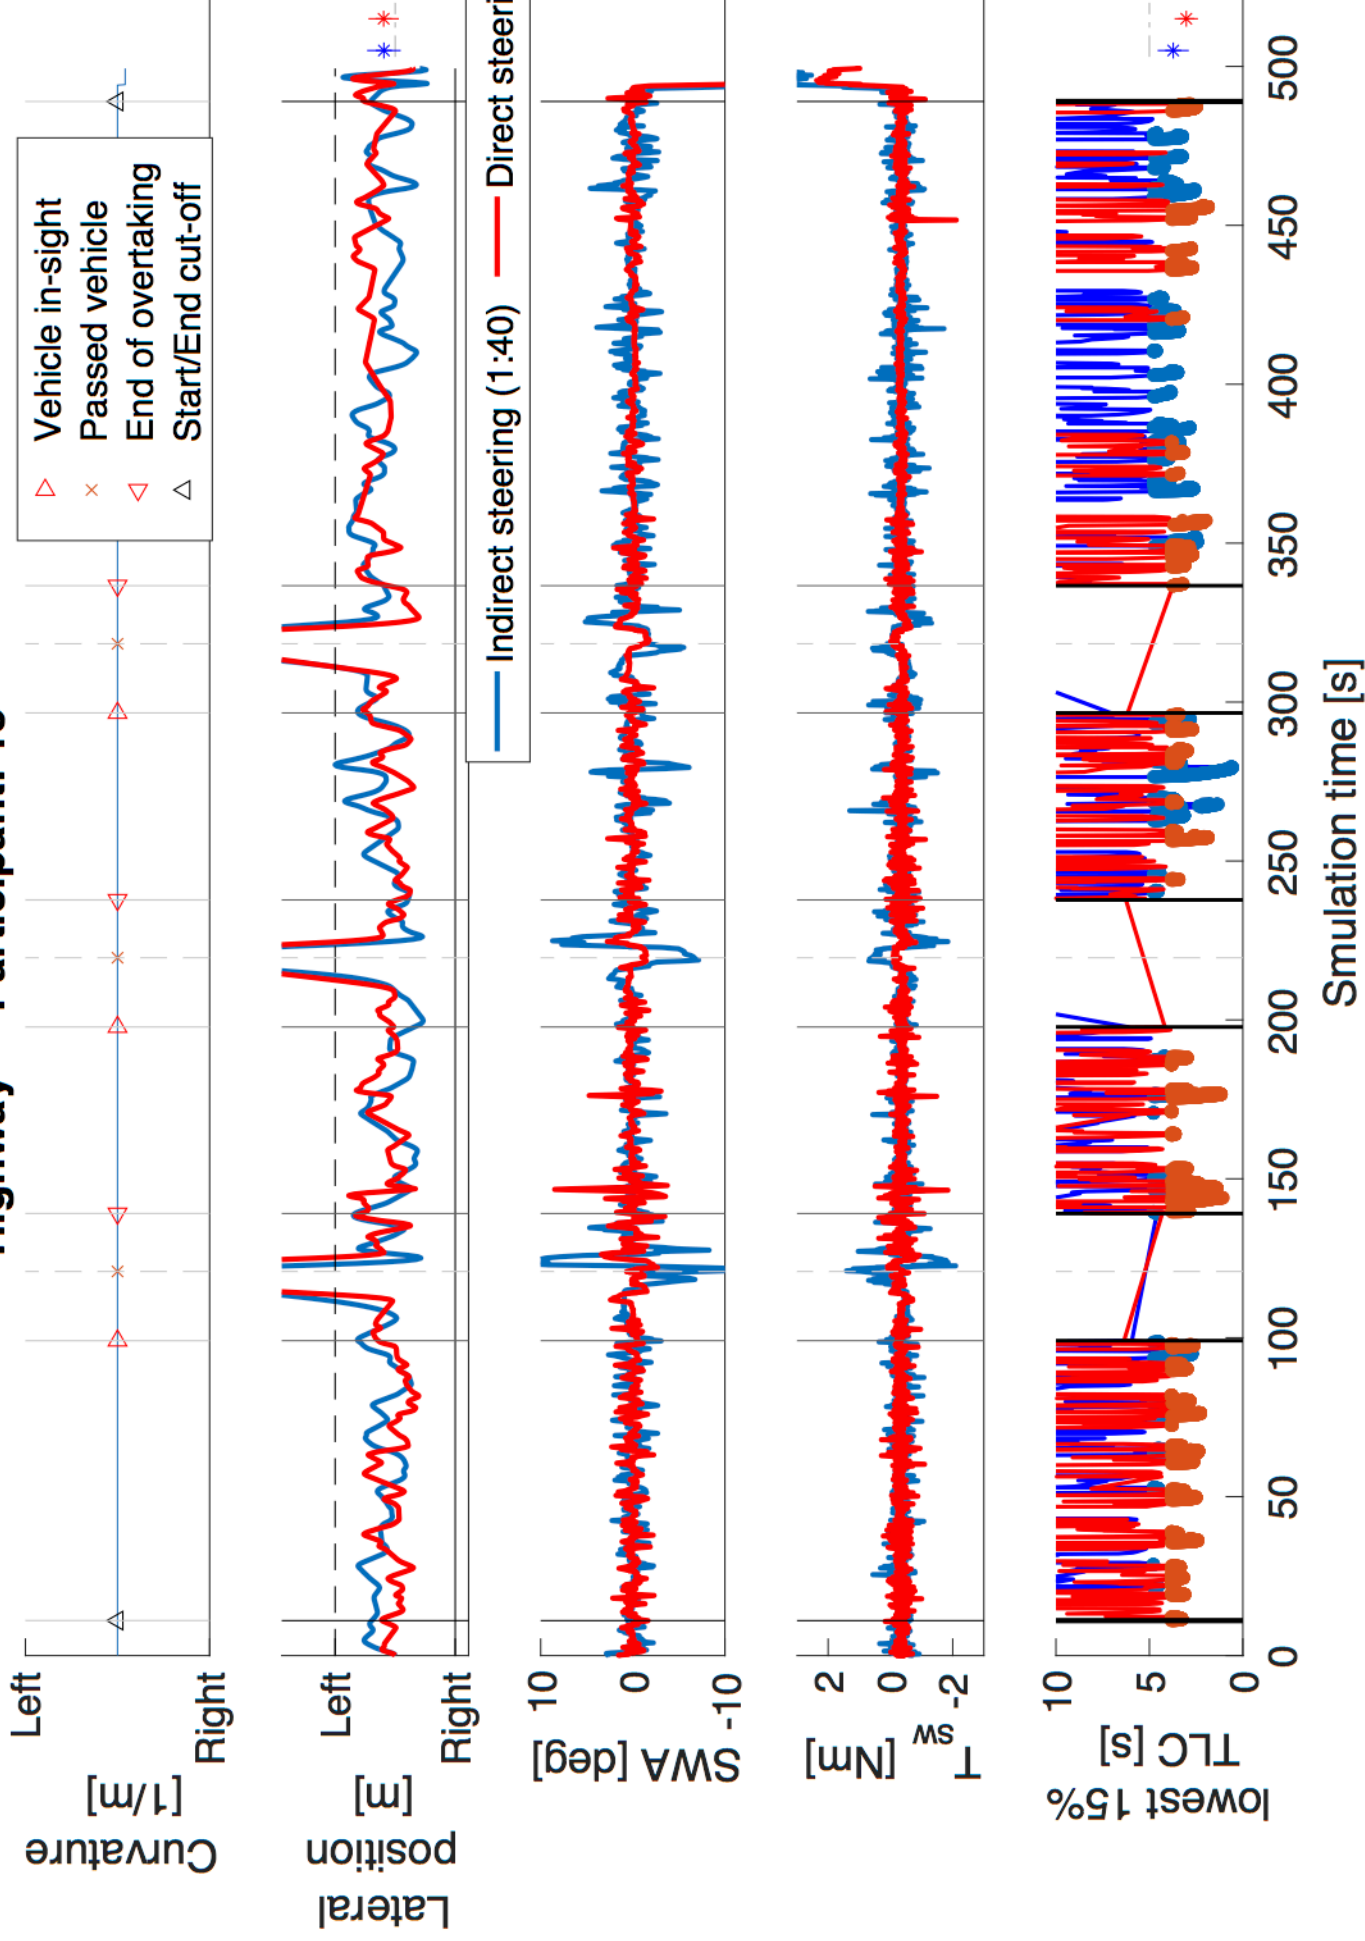 Left
Right
Curvature
[1/m]
Vehicle in-sight
Passed vehicle
End of overtaking
Start/End cut-off
Left
Right
Lateral
position
[m]
Indirect steering (1:40)
10
0
-10
SWA [deg]
2
0
-2
T_sw [Nm]
10
5
0
lowest 15%
TLC [s]
0
50
100
150
200
250
300
350
400
450
500
Smulation time [s]